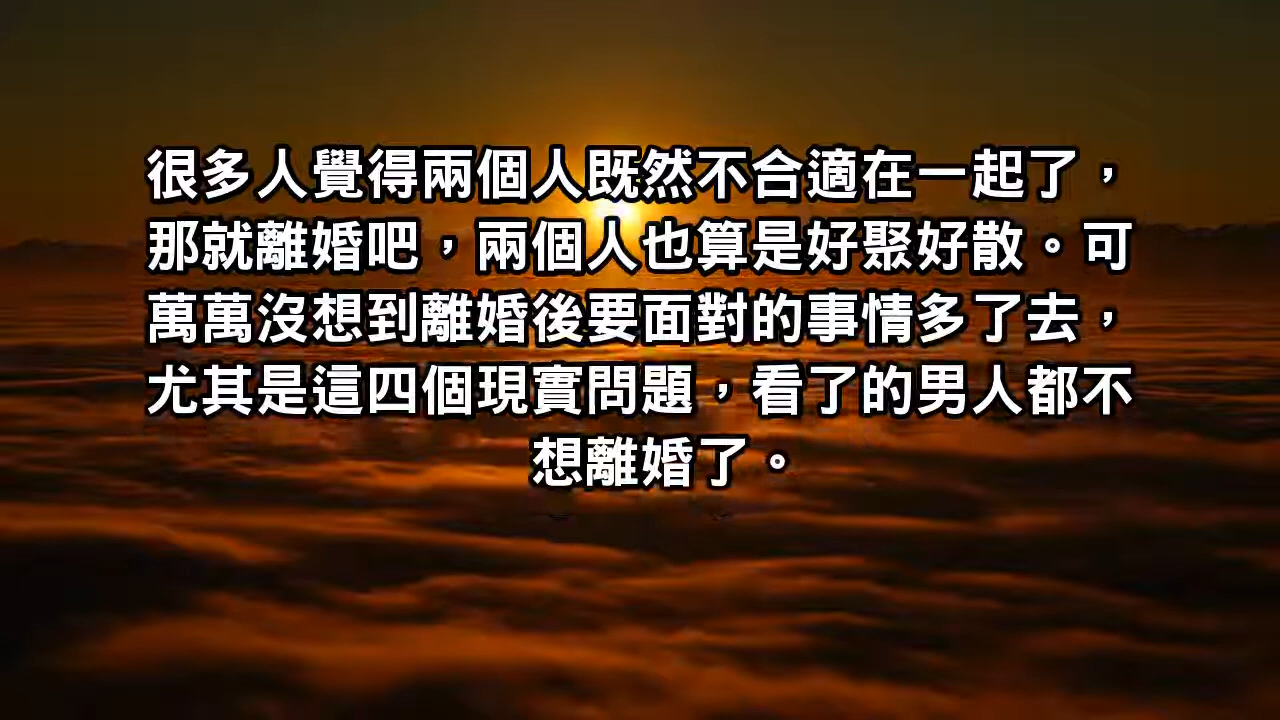 很多人覺得兩個人既然不合適在一起了，
那就離婚吧，兩個人也算是好聚好散。可
萬萬沒想到離婚後要面對的事情多了去，
尤其是這四個現實問題，看了的男人都不
想離婚了。